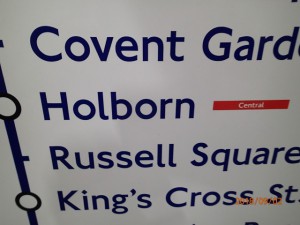 Covent Garde
Holborn Central
Russell Square
King's Cross St.